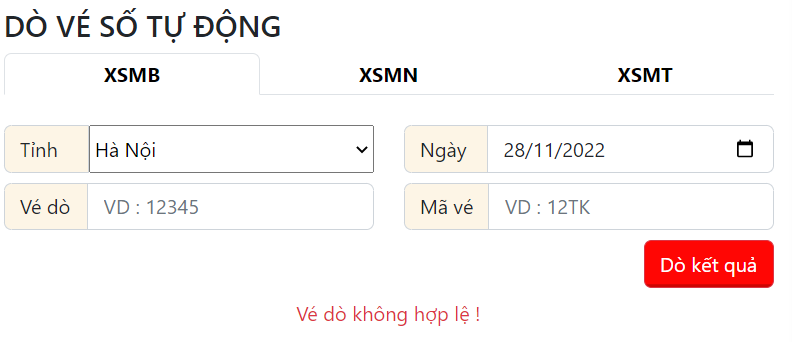 DÒ VÉ SỐ TỰ ĐỘNG
XSMB XSMN XSMT
Tỉnh Hà Nội Ngày 28/11/2022
Vé dò VD : 12345 Mã vé VD : 12TK
Dò kết quả
Vé dò không hợp lệ !